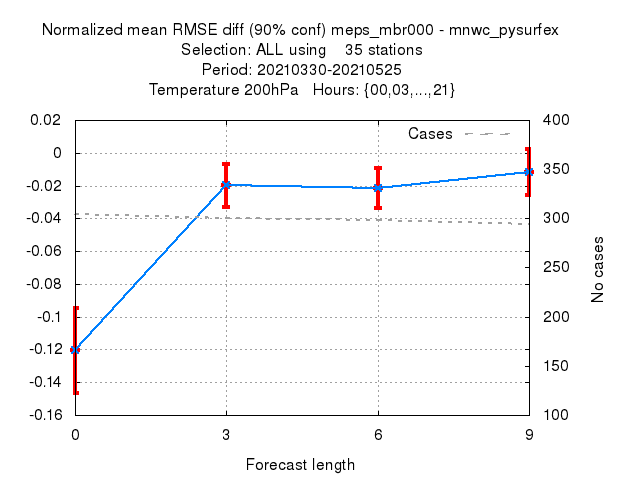 Normalized mean RMSE diff (90% conf) meps_mbr000 - mnwc_pysurfex
Selection: ALL using 35 stations
Period: 20210330-20210525
Temperature 200hPa Hours: {00,03,...,21}
Cases
0.02
0
-0.02
-0.04
-0.06
-0.08
-0.1
-0.12
-0.14
-0.16
400
350
300
250
200
150
100
No cases
0 3 6 9
Forecast length